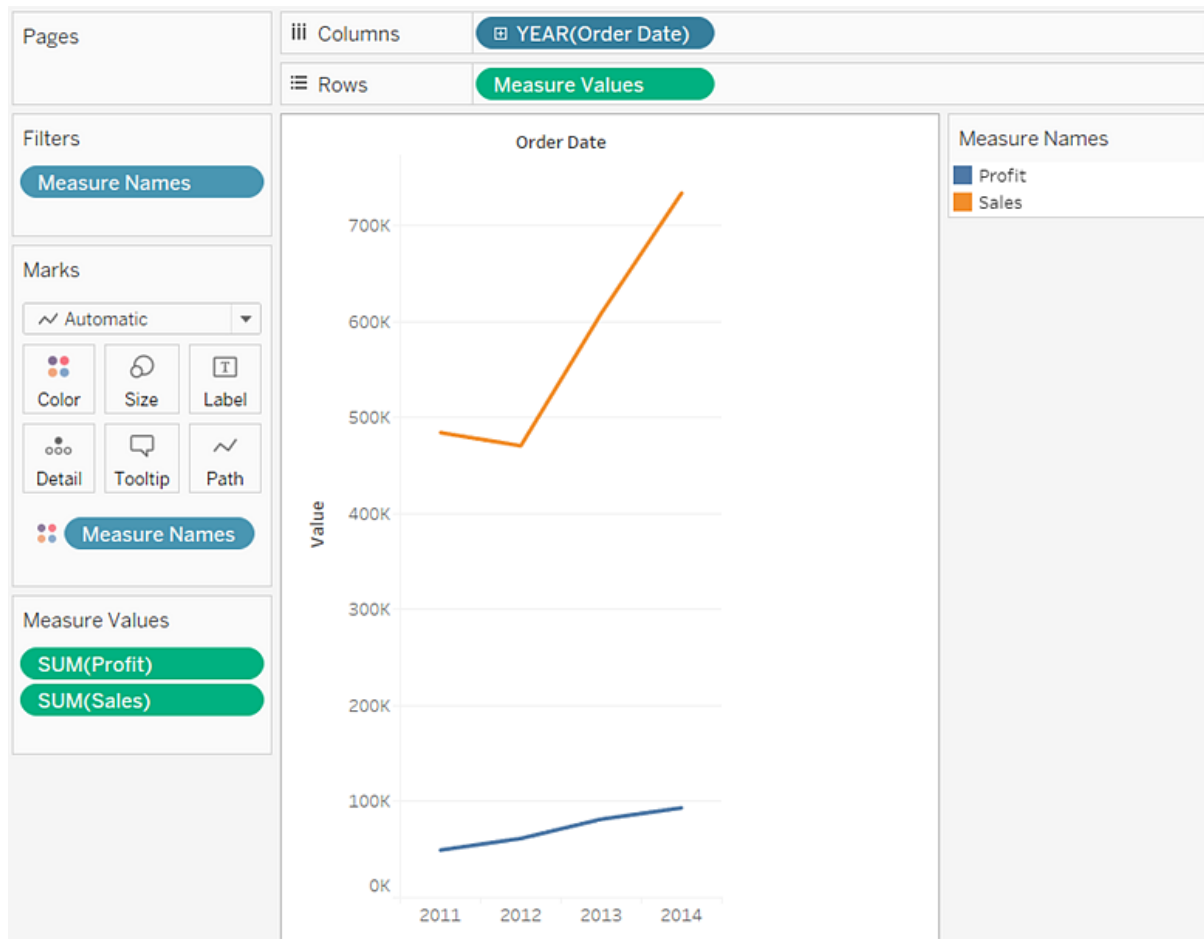 Pages
Columns
YEAR(Order Date)
Rows
Measure Values
Filters
Measure Names
Marks
Automatic
Color
Size
Label
Detail
Tooltip
Path
Measure Names
Measure Values
SUM(Profit)
SUM(Sales)
Order Date
Value
700K
600K
500K
400K
300K
200K
100K
0K
2011 2012 2013 2014
Measure Names
Profit
Sales